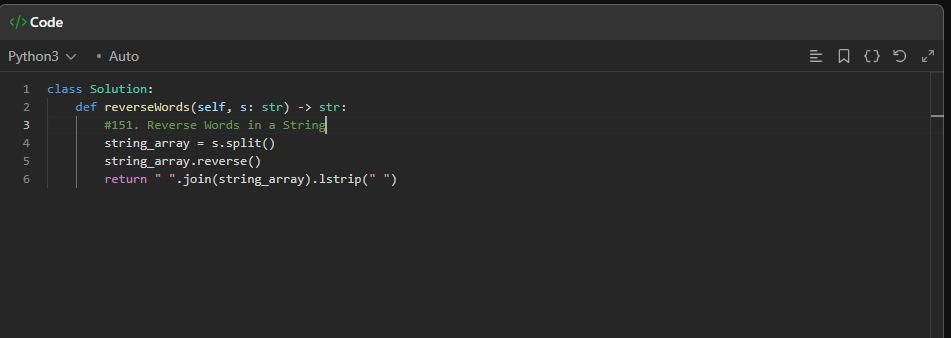 </> Code
Python3 • Auto
1 class Solution:
2     def reverseWords(self, s: str) -> str:
3         #151. Reverse Words in a String
4         string_array = s.split()
5         string_array.reverse()
6         return " ".join(string_array).lstrip(" ")